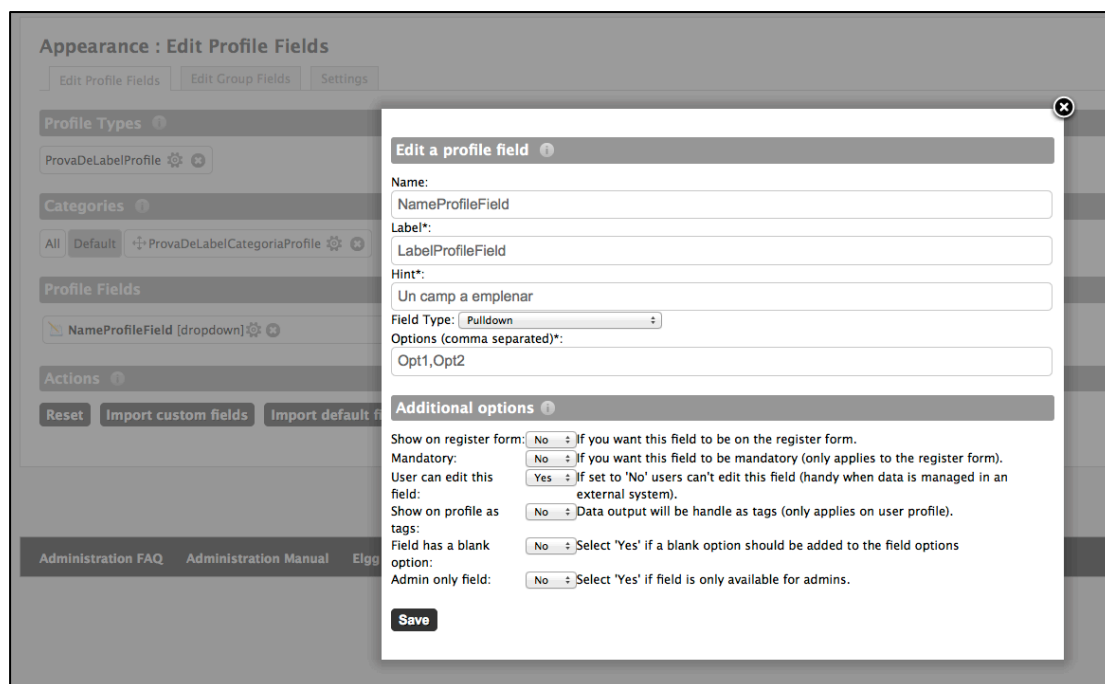 Appearance : Edit Profile Fields
Edit Profile Fields
Edit Group Fields
Settings
Profile Types
ProvaDeLabelProfile
Categories
All
Default
ProvaDeLabelCategoriaProfile
Profile Fields
NameProfileField [dropdown]
Actions
Reset
Import custom fields
Import default
Administration FAQ
Administration Manual
Elgg
Edit a profile field
Name:
NameProfileField
Label*:
LabelProfileField
Hint*:
Un camp a emplenar
Field Type: Pulldown
Options (comma separated)*:
Opt1,Opt2
Additional options
Show on register form: No If you want this field to be on the register form.
Mandatory: No If you want this field to be mandatory (only applies to the register form).
User can edit this Yes If set to 'No' users can't edit this field (handy when data is managed in an
field: external system).
Show on profile as No Data output will be handle as tags (only applies on user profile).
tags:
Field has a blank No Select 'Yes' if a blank option should be added to the field options
option:
Admin only field: No Select 'Yes' if field is only available for admins.
Save